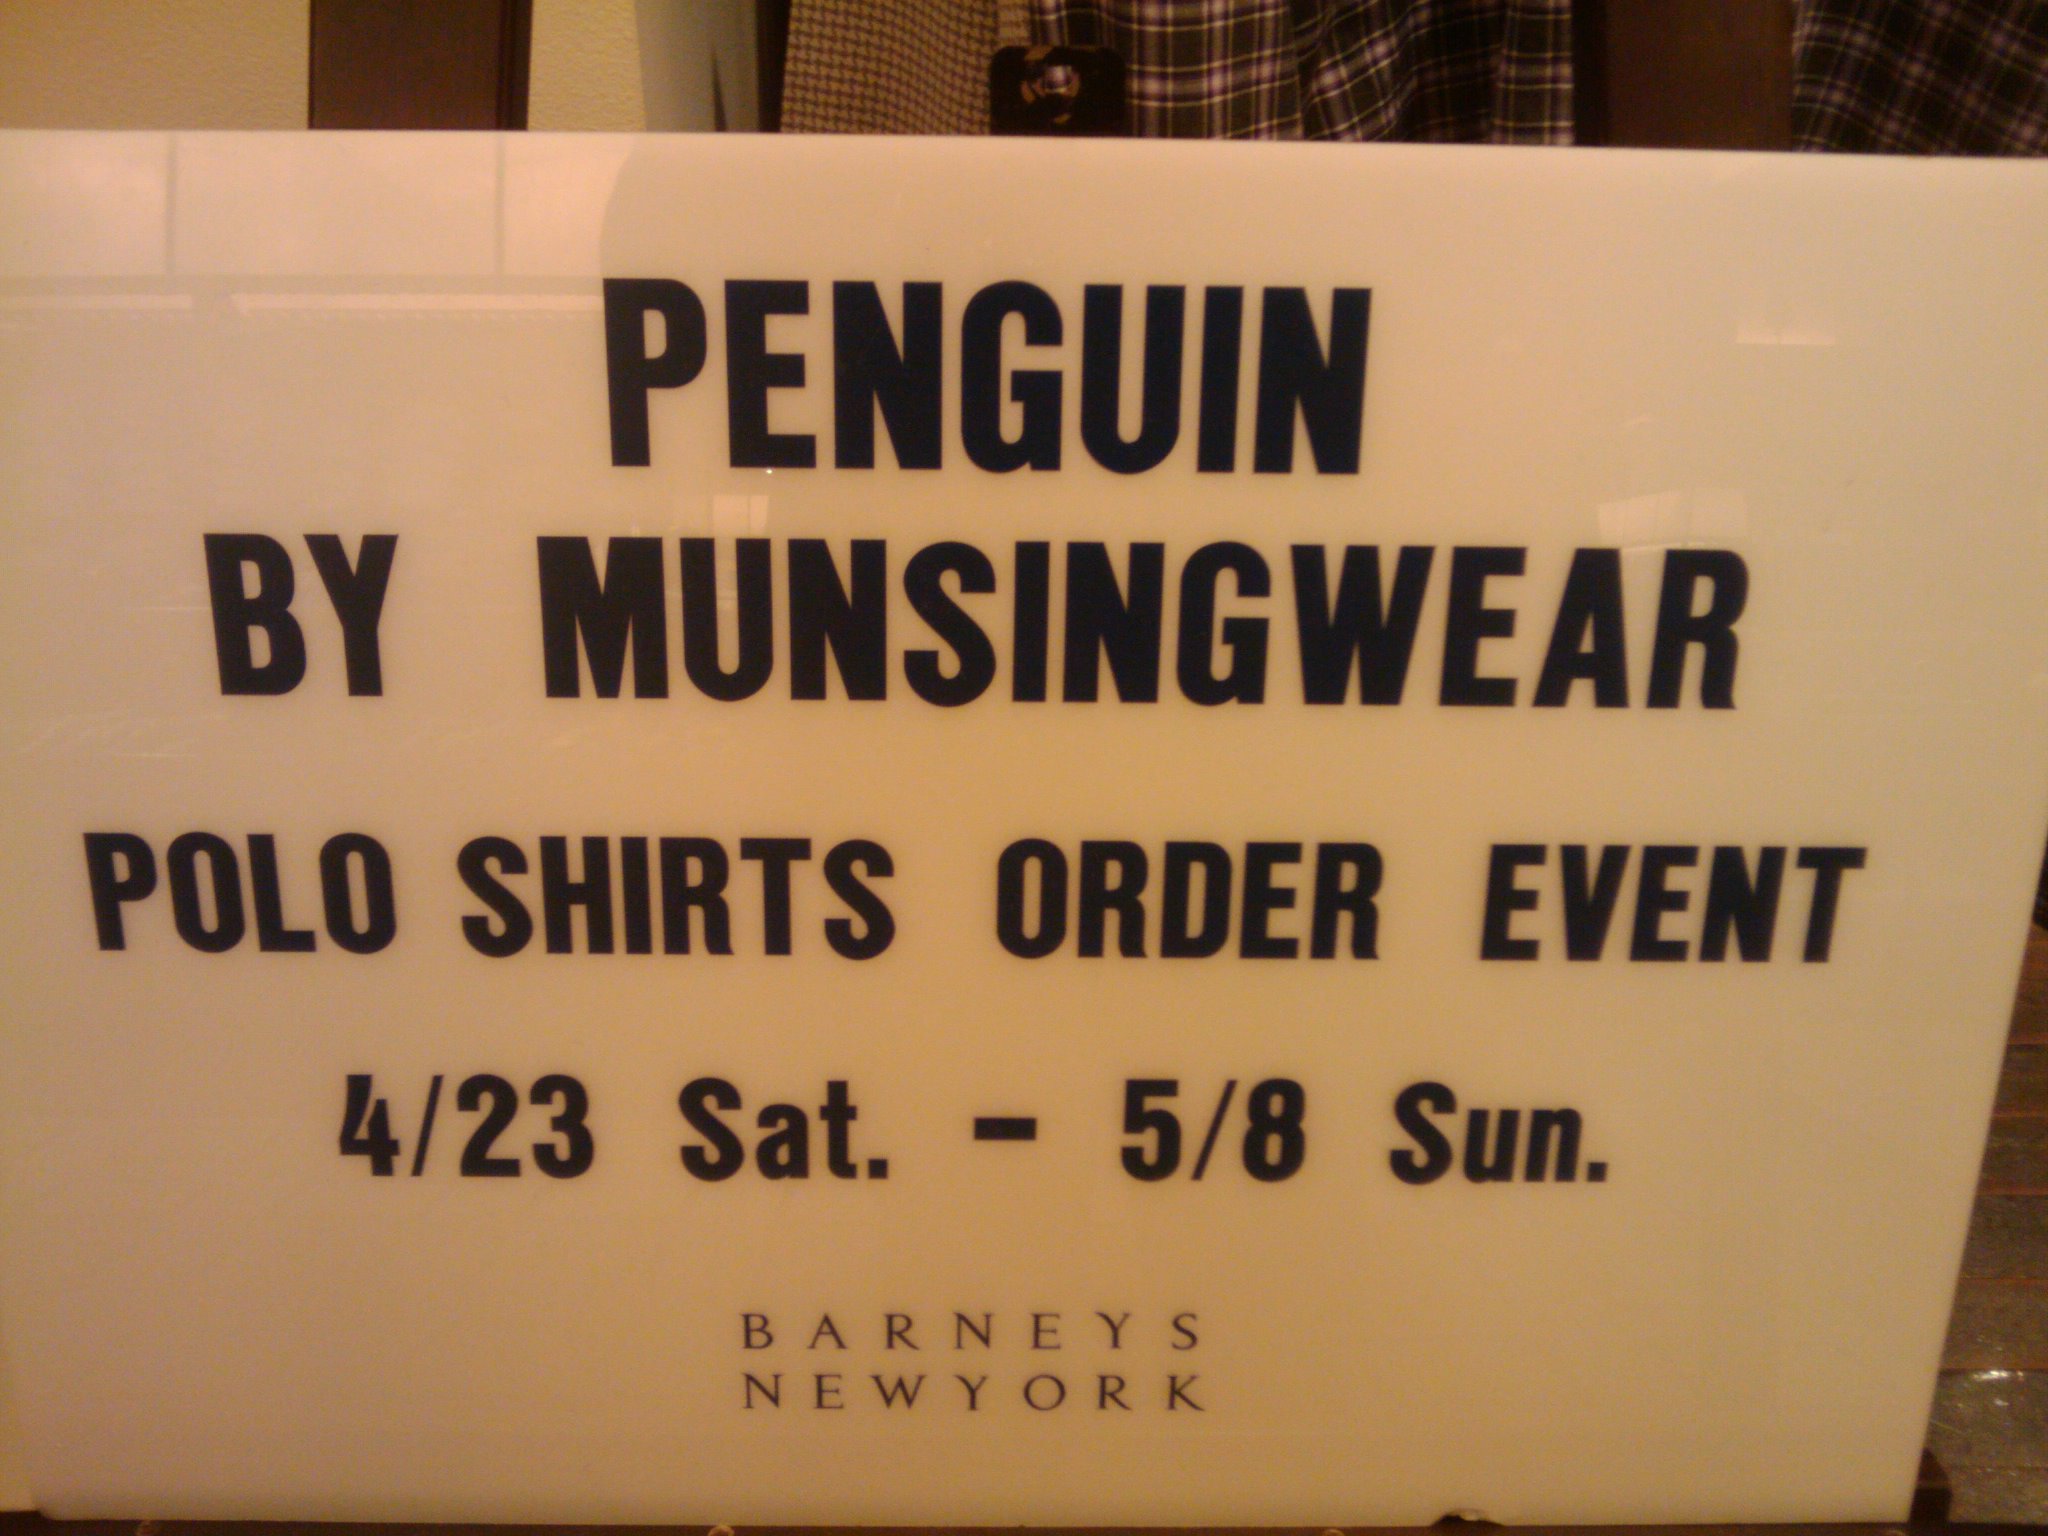 PENGUIN
BY MUNSINGWEAR
POLO SHIRTS ORDER EVENT
4/23 Sat. - 5/8 Sun.
BARNEYS
NEWYORK